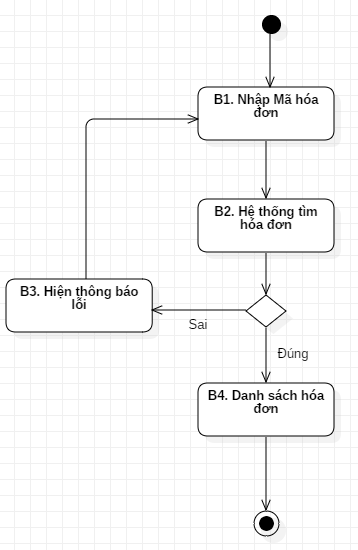 B1. Nhập Mã hóa
đơn
B2. Hệ thống tìm
hóa đơn
B3. Hiện thông báo
lỗi
Sai
Đúng
B4. Danh sách hóa
đơn